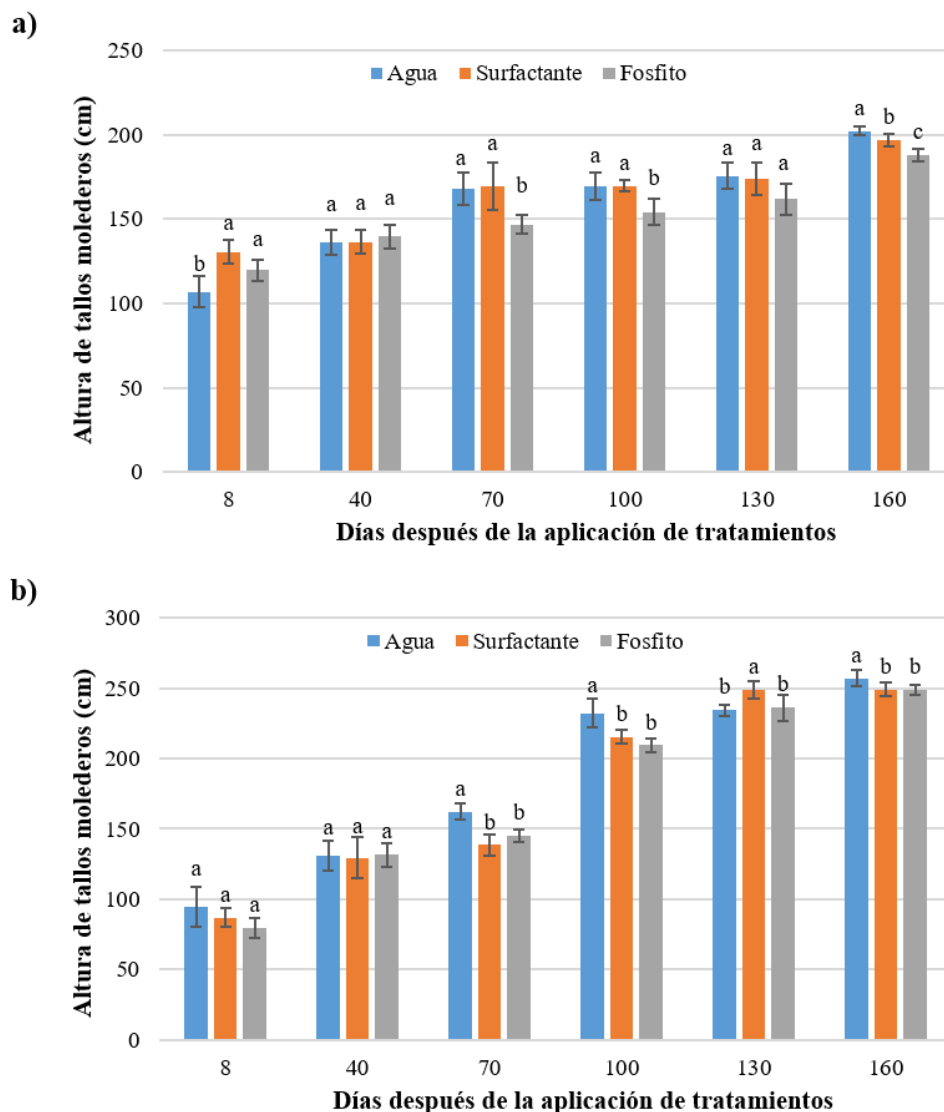 a)
Altura de tallos molederos (cm)
250
200
150
100
50
0
Agua Surfactante Fosfito
b a a
a a a
a a b
a a b
a a a
a b c
8 40 70 100 130 160
Días después de la aplicación de tratamientos
b)
Altura de tallos molederos (cm)
300
250
200
150
100
50
0
Agua Surfactante Fosfito
a a a
a a a
a b b
a b b
b a b
a b b
8 40 70 100 130 160
Días después de la aplicación de tratamientos